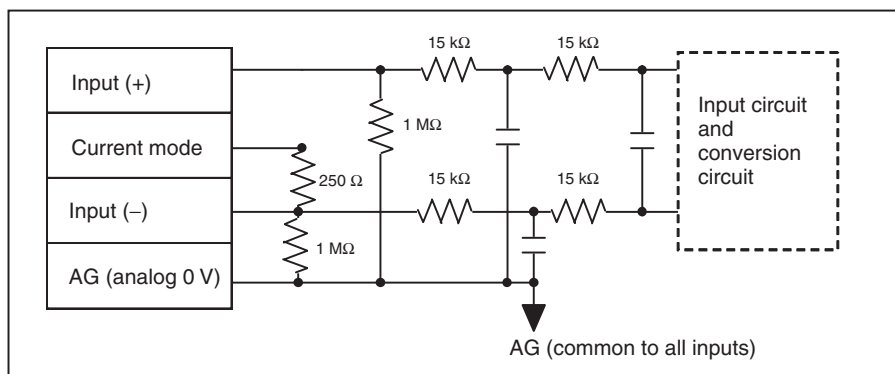 15 kΩ
15 kΩ
Input (+)
1 MΩ
Current mode
250 Ω
15 kΩ
15 kΩ
Input (−)
1 MΩ
AG (analog 0 V)
AG (common to all inputs)
Input circuit
and
conversion
circuit